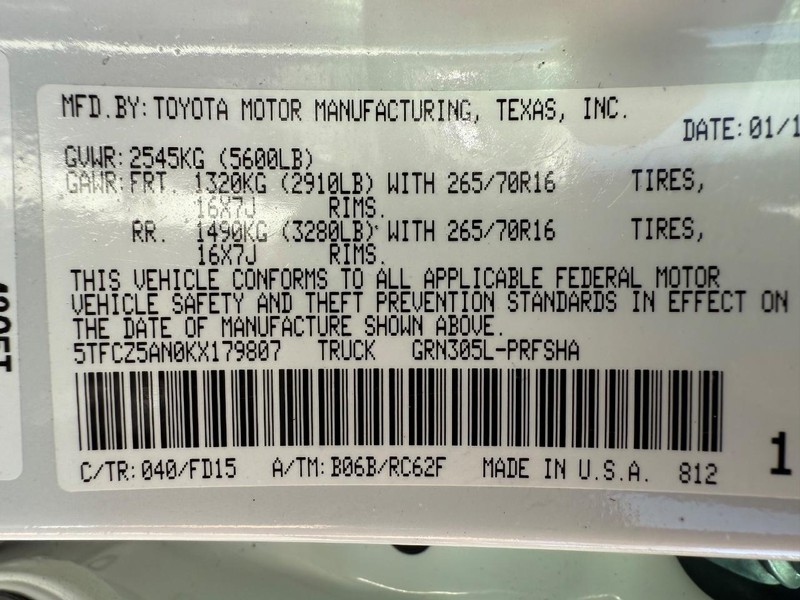 MFD.BY:TOYOTA MOTOR MANUFACTURING, TEXAS, INC.
DATE:01/1
GVWR:2545KG (5600LB)
GAWR:FRT. 1320KG (2910LB) WITH 265/70R16 TIRES,
16X7J RIMS.
RR. 1490KG (3280LB) WITH 265/70R16 TIRES,
16X7J RIMS.
THIS VEHICLE CONFORMS TO ALL APPLICABLE FEDERAL MOTOR
VEHICLE SAFETY AND THEFT PREVENTION STANDARDS IN EFFECT ON
THE DATE OF MANUFACTURE SHOWN ABOVE.
5TFCZ5AN0KX179807 TRUCK GRN305L-PRFSHA
C/TR:040/FD15 A/TM:B06B/RC62F MADE IN U.S.A. 812
1